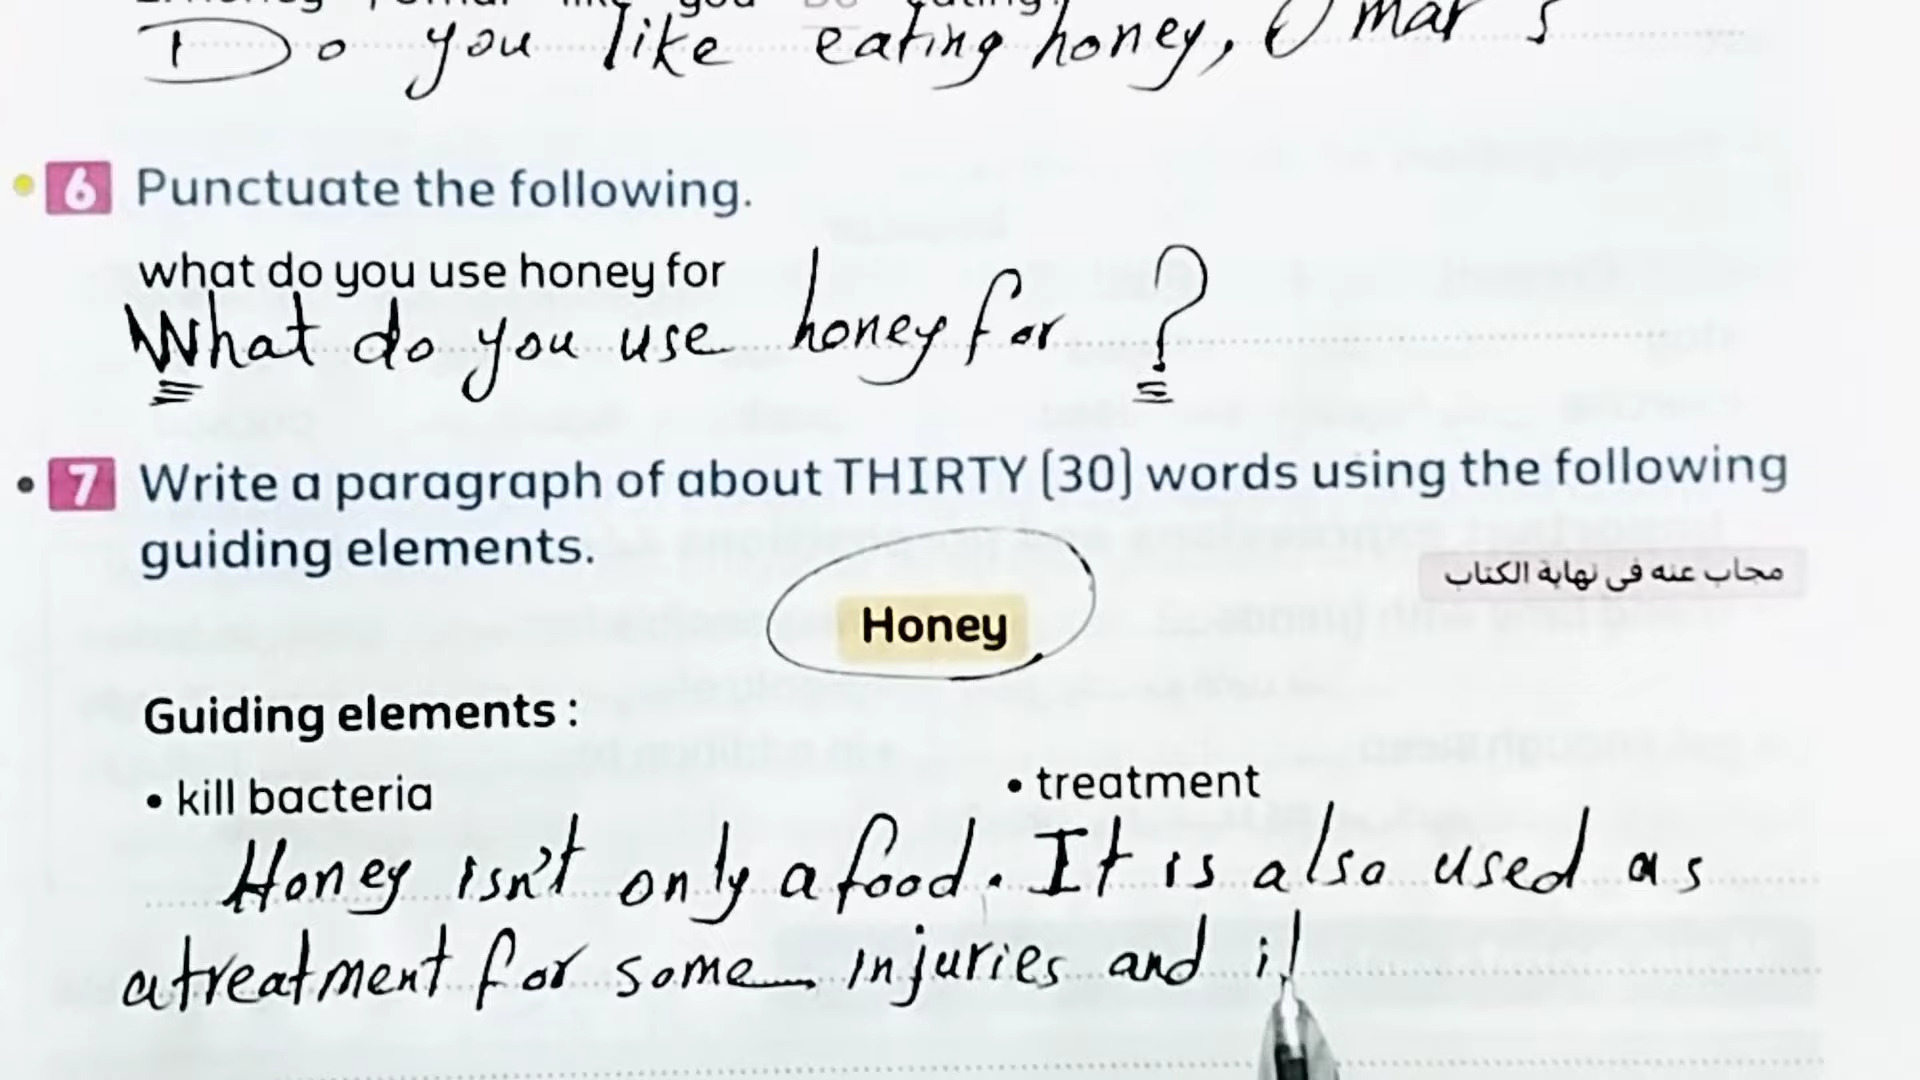 Do you like eating honey, Omar ?
6 Punctuate the following.
what do you use honey for
What do you use honey for ?
7 Write a paragraph of about THIRTY (30) words using the following
guiding elements.
مجاب عنه فى نهاية الكتاب
Honey
Guiding elements :
• kill bacteria • treatment
Honey isn't only a food. It is also used as
a treatment for some injuries and